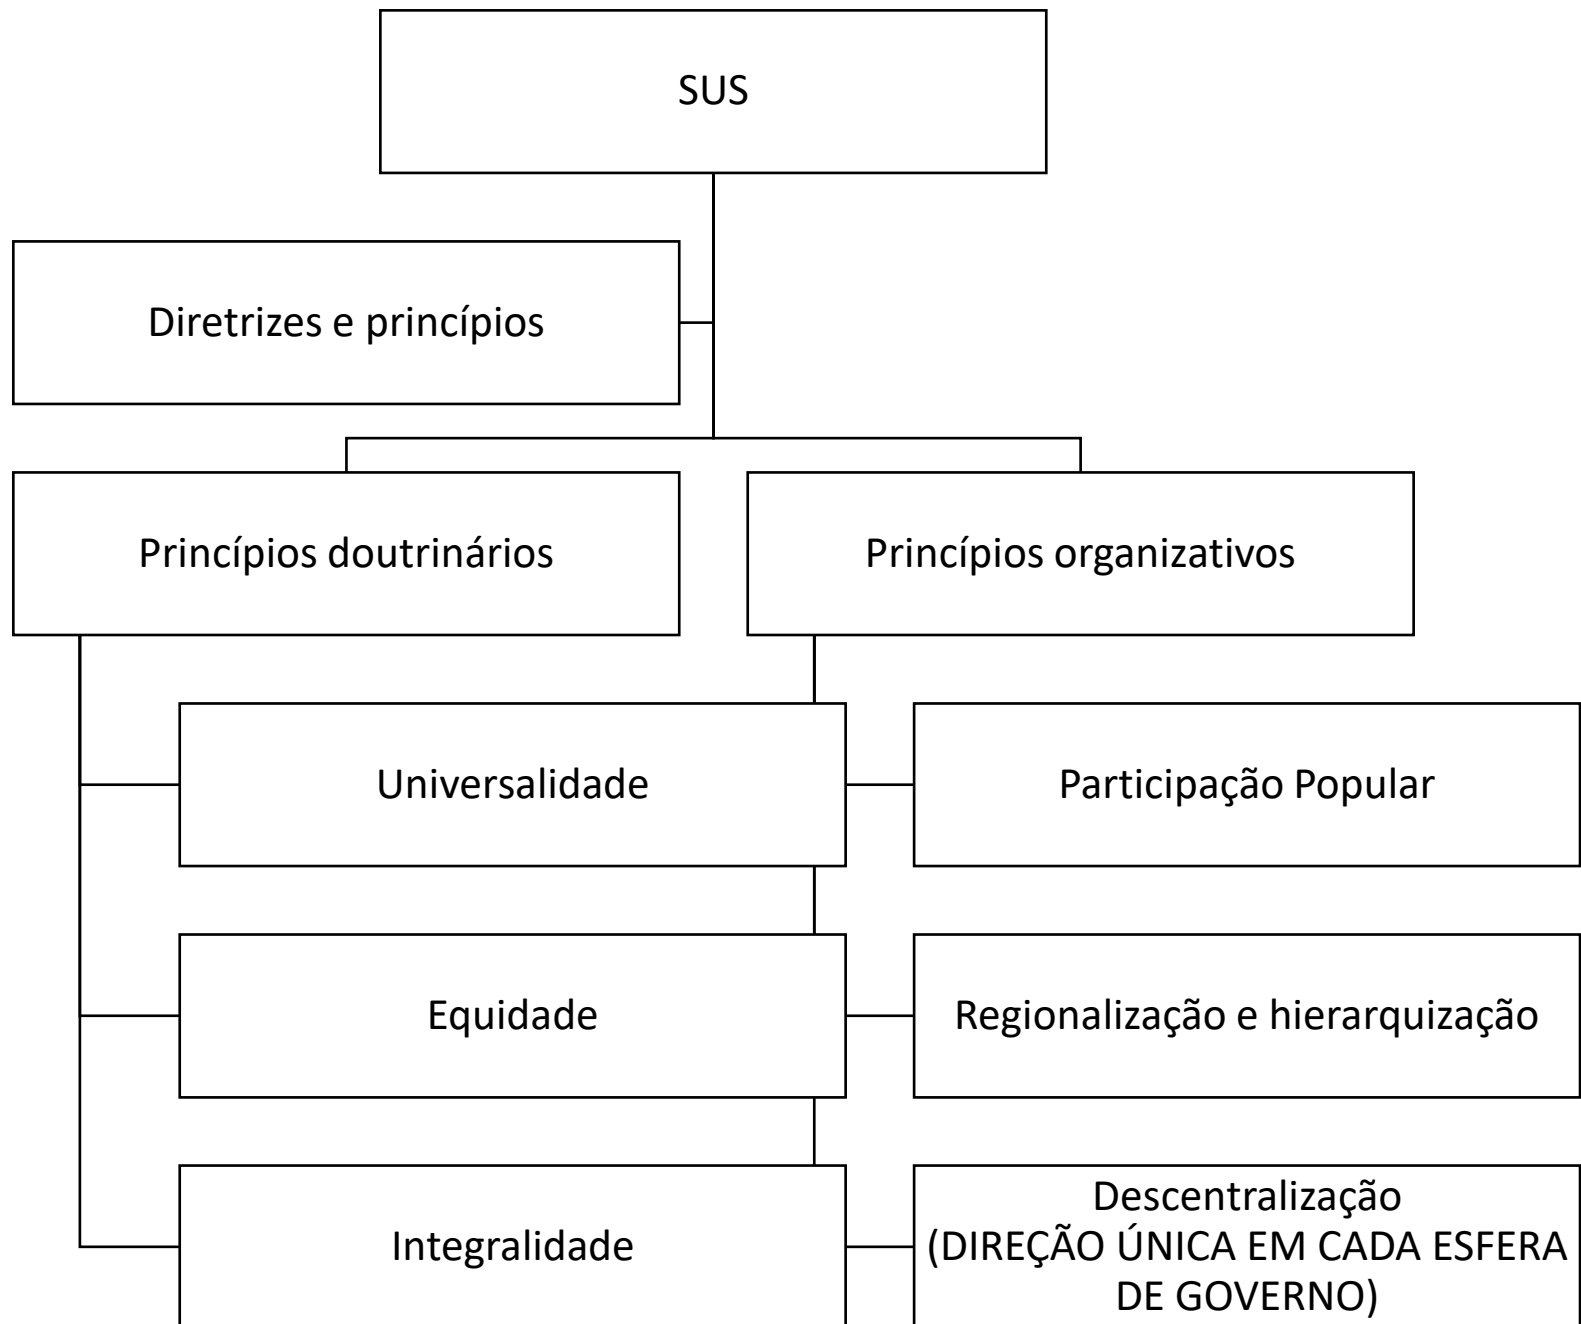 SUS
Diretrizes e princípios
Princípios doutrinários
Princípios organizativos
Universalidade
Participação Popular
Equidade
Regionalização e hierarquização
Integralidade
Descentralização
(DIREÇÃO ÚNICA EM CADA ESFERA
DE GOVERNO)